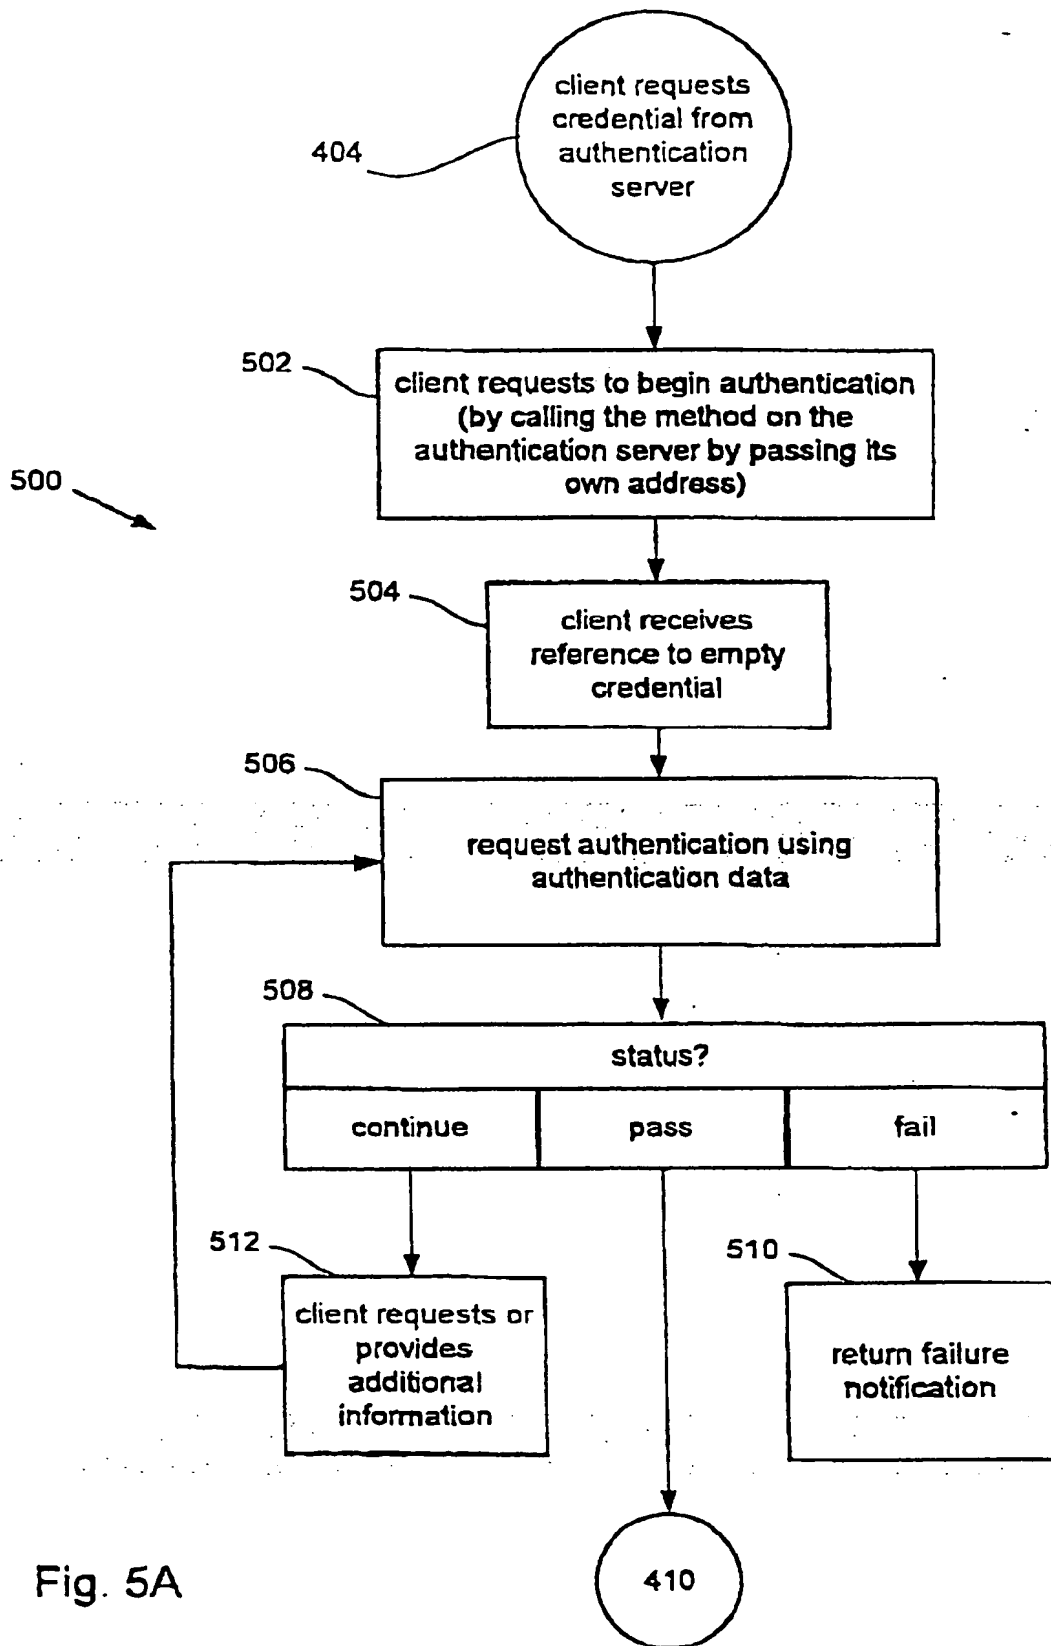 client requests
credential from
authentication
server
404
502
client requests to begin authentication
(by calling the method on the
authentication server by passing its
own address)
500
504
client receives
reference to empty
credential
506
request authentication using
authentication data
508
status?
continue
pass
fail
512
client requests or
provides
additional
information
510
return failure
notification
410
Fig. 5A